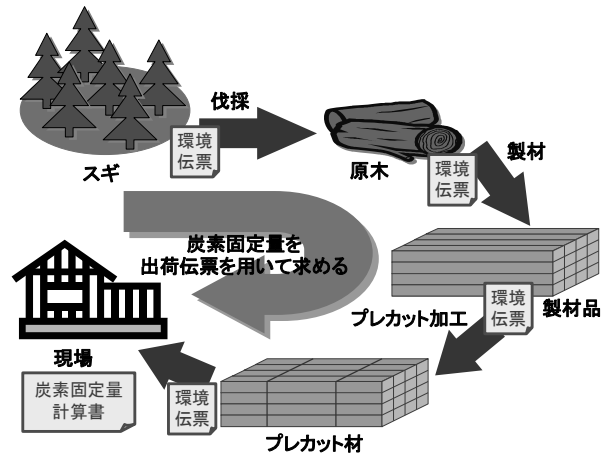 伐採
環境
伝票
スギ
原木
環境
伝票
製材
炭素固定量を
出荷伝票を用いて求める
環境
伝票
製材品
プレカット加工
現場
炭素固定量
計算書
環境
伝票
プレカット材